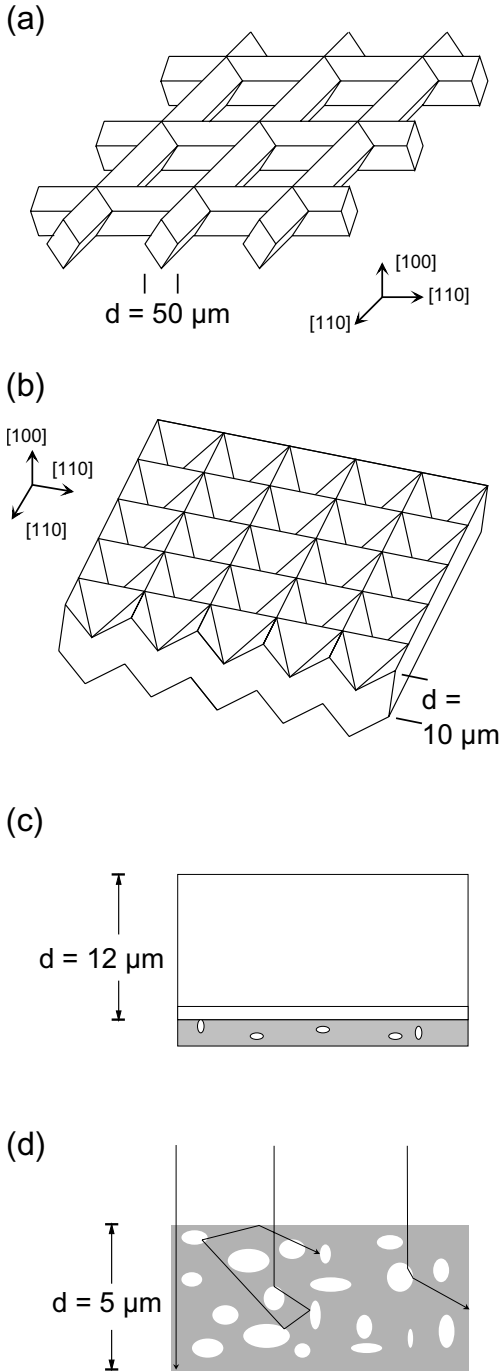 (a)
[100]
[110]
[110]
d = 50 µm
(b)
[100]
[110]
[110]
d =
10 µm
(c)
d = 12 µm
(d)
d = 5 µm